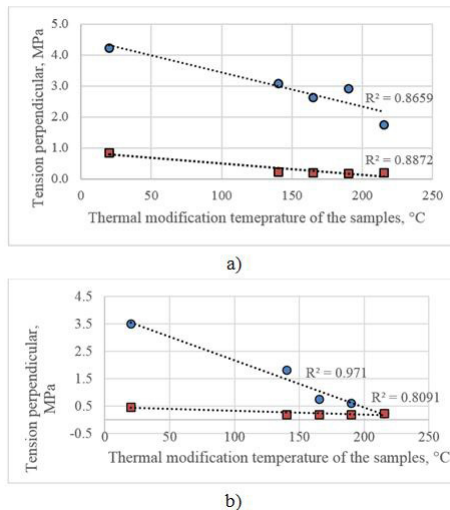 Tension perpendicular, MPa
5.0
4.0
3.0
2.0
1.0
0.0
R² = 0.8659
R² = 0.8872
0 50 100 150 200 250
Thermal modification temeprature of the samples, °C
a)
Tension perpendicular,
MPa
4.5
3.5
2.5
1.5
0.5
-0.5
R² = 0.971
R² = 0.8091
0 50 100 150 200 250
Thermal modification temperature of the samples, °C
b)